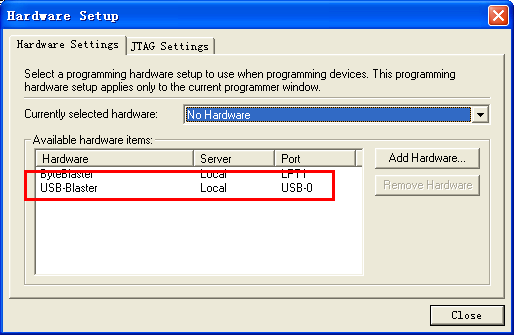 Hardware Setup
Hardware Settings JTAG Settings
Select a programming hardware setup to use when programming devices. This programming
hardware setup applies only to the current programmer window.
Currently selected hardware: No Hardware
Available hardware items:
Hardware Server Port
ByteBlaster Local LPT1
USB-Blaster Local USB-0
Add Hardware...
Remove Hardware
Close